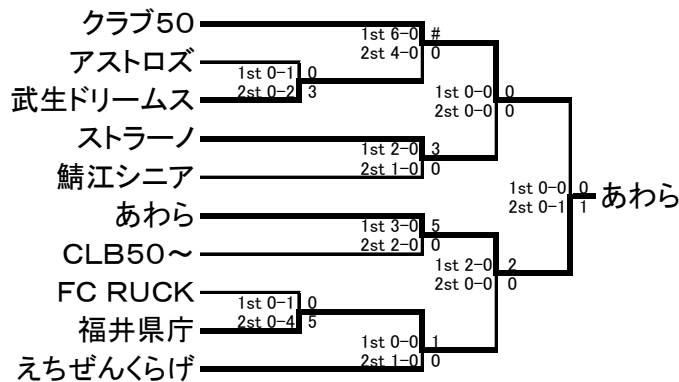 クラブ50
1st 6-0 #
2st 4-0 0
アストロズ
1st 0-1 0
2st 0-2 3
武生ドリームス
1st 0-0 0
2st 0-0 0
ストラーノ
1st 2-0 3
2st 1-0 0
鯖江シニア
1st 0-0 0
2st 0-1 1
あわら
あわら
1st 3-0 5
2st 2-0 0
CLB50～
1st 2-0 2
2st 0-0 0
FC RUCK
1st 0-1 0
2st 0-4 5
福井県庁
1st 0-0 1
2st 1-0 0
えちぜんくらげ